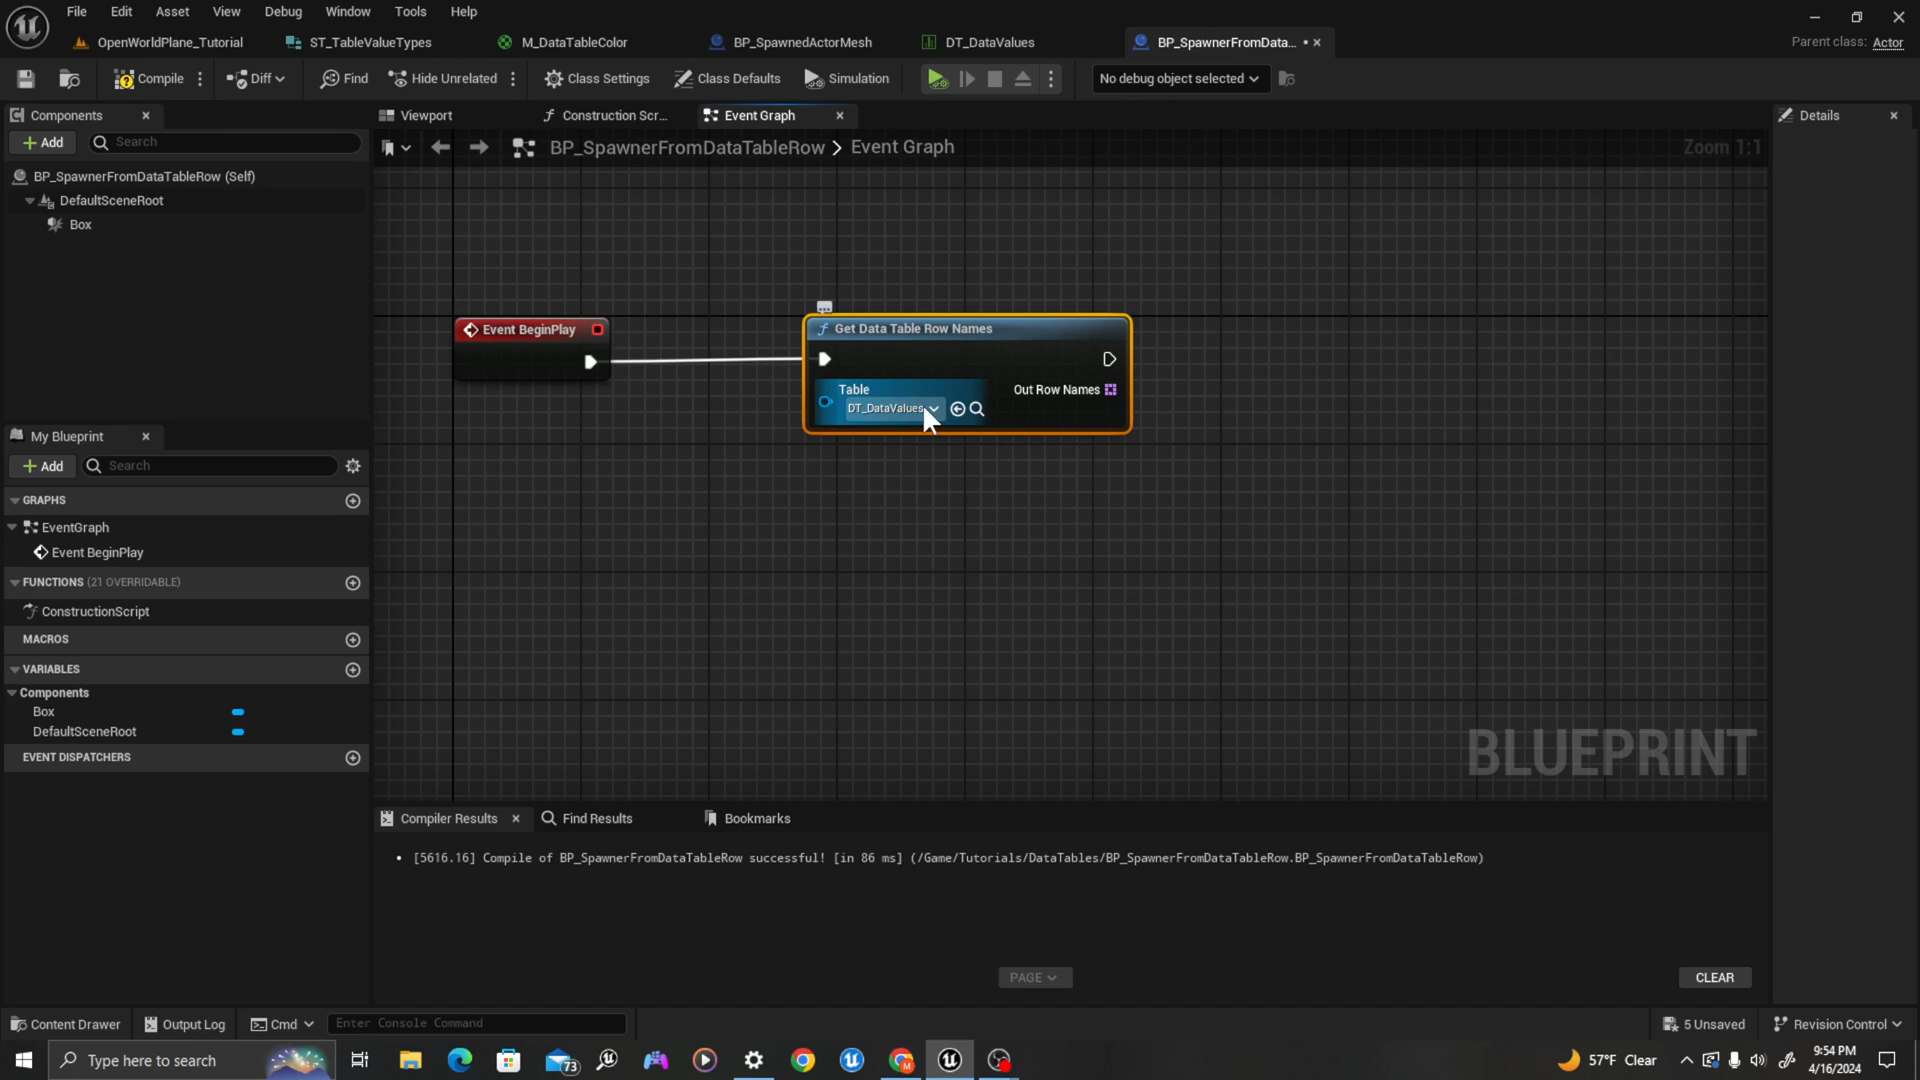 File Edit Asset View Debug Window Tools Help
OpenWorldPlane_Tutorial ST_TableValueTypes M_DataTableColor BP_SpawnedActorMesh DT_DataValues BP_SpawnerFromData... • Parent class: Actor
Compile Diff Find Hide Unrelated Class Settings Class Defaults Simulation No debug object selected
Components Viewport Construction Scr... Event Graph Details
Add Search
BP_SpawnerFromDataTableRow > Event Graph Zoom 1:1
BP_SpawnerFromDataTableRow (Self)
DefaultSceneRoot
Box
Event BeginPlay
Get Data Table Row Names
Table
DT_DataValues
Out Row Names
My Blueprint
Add Search
GRAPHS
EventGraph
Event BeginPlay
FUNCTIONS (21 OVERRIDABLE)
ConstructionScript
MACROS
VARIABLES
Components
Box
DefaultSceneRoot
EVENT DISPATCHERS
BLUEPRINT
Compiler Results Find Results Bookmarks
• [5616.16] Compile of BP_SpawnerFromDataTableRow successful! [in 86 ms] (/Game/Tutorials/DataTables/BP_SpawnerFromDataTableRow.BP_SpawnerFromDataTableRow)
PAGE CLEAR
Content Drawer Output Log Cmd Enter Console Command 5 Unsaved Revision Control
Type here to search 73 57°F Clear 9:54 PM
4/16/2024